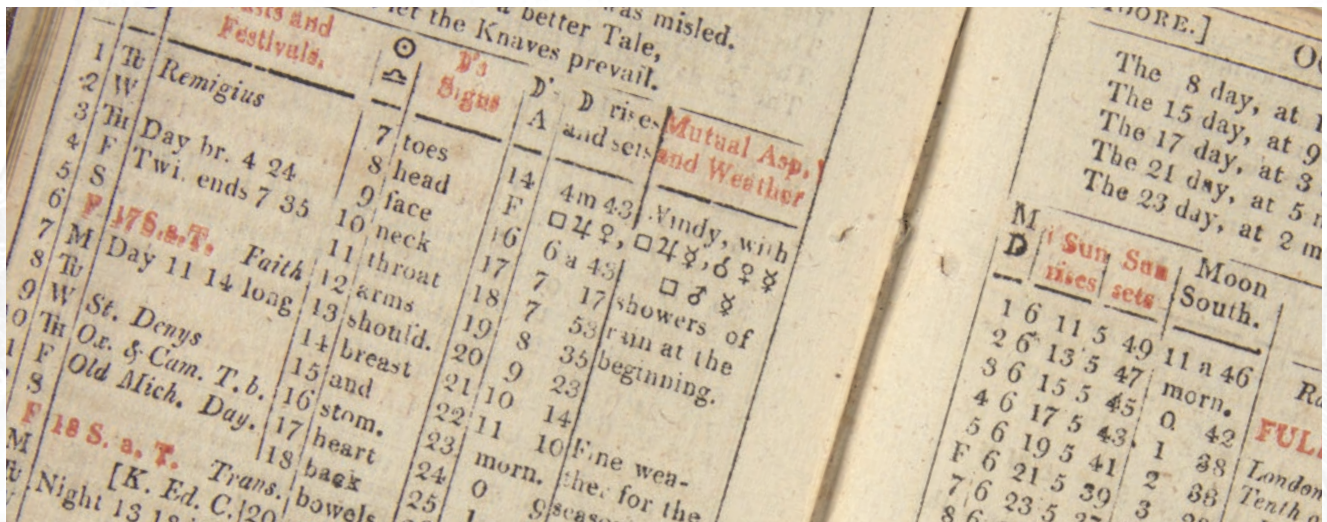 was misled.
a better Tale,
let the Knaves prevail.
and
Festivals. ☉ ♎ D's Signs D's A D rises and sets Mutual Asp. and Weather
1 Tu Remigius 7 toes 14 4m 43 Windy, with
2 W 8 head F □♃♀, □♃☿, ☌♀☿
3 Th Day br. 4 24 9 face 16 6 a 43 □♂☿
4 F Twi. ends 7 35 10 neck 17 7 17 showers of
5 S 11 throat 18 7 53 rain at the
6 F 17 S.a.T. Faith 12 arms 19 8 35 beginning.
7 M Day 11 14 long 13 should. 20 9 23
8 Tu 14 breast 21 10 14
9 W St. Denys 15 and 22 11 10 Fine wea-
10 Th Ox. & Cam. T. b. 16 stom. 23 morn. ther for the
F Old Mich. Day. 17 heart 24 0 9
S 18 back 25 1
F 18 S. a. T. Trans. bowels
M [K. Ed. C. 20
Tu Night 13
The 8 day, at
The 15 day, at 9
The 17 day, at 3
The 21 day, at 5
The 23 day, at 2 m
M D Sun rises Sun sets Moon South.
1 6 11 5 49 11 a 46
2 6 13 5 47 morn.
3 6 15 5 45 0 42 FULL
4 6 17 5 43 1 38 London
5 6 19 5 41 2 38 Tenth
F 6 21 5 39 3
7 6 23 5 37
8 6